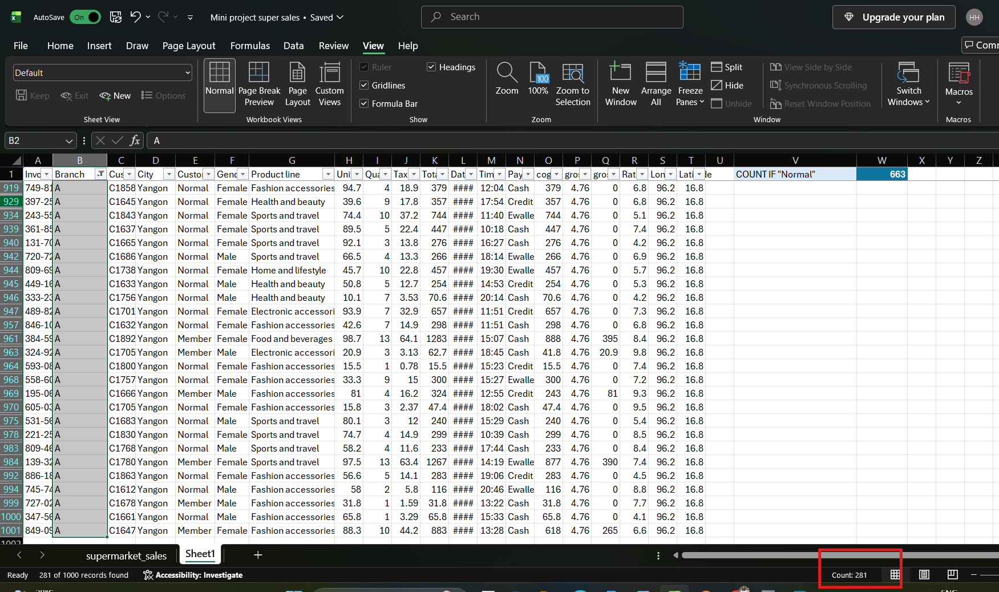 AutoSave On Mini project super sales • Saved Search Upgrade your plan HH
File Home Insert Draw Page Layout Formulas Data Review View Help Comm
Default Normal Page Break Preview Page Layout Custom Views Ruler Headings Zoom 100 100% Zoom to Selection New Window Arrange All Freeze Panes Split View Side by Side Switch Windows Macros
Gridlines Hide Synchronous Scrolling
Keep Exit New Options Formula Bar Unhide Reset Window Position
Sheet View Workbook Views Show Zoom Window Macros
B2 fx A
A B C D E F G H I J K L M N O P Q R S T U V W X Y Z
1 Invo Branch Cus City Custo Gend Product line Uni Qua Tax Tota Dat Tim Pay cog gro gro Rat Lon Lati de COUNT IF "Normal" 663
919 749-81 A C1858 Yangon Normal Female Fashion accessories 94.7 4 18.9 379 #### 12:04 Cash 379 4.76 0 6.8 96.2 16.8
929 397-25 A C1645 Yangon Normal Female Health and beauty 39.6 9 17.8 357 #### 17:54 Credit 357 4.76 0 6.8 96.2 16.8
934 243-55 A C1843 Yangon Normal Female Sports and travel 74.4 10 37.2 744 #### 11:40 Ewalle 744 4.76 0 5.1 96.2 16.8
939 361-85 A C1637 Yangon Normal Female Sports and travel 89.5 5 22.4 447 #### 10:18 Cash 447 4.76 0 7.4 96.2 16.8
940 131-70 A C1665 Yangon Normal Female Sports and travel 92.1 3 13.8 276 #### 16:27 Cash 276 4.76 0 4.2 96.2 16.8
942 720-72 A C1686 Yangon Normal Male Sports and travel 66.5 4 13.3 266 #### 18:14 Ewalle 266 4.76 0 6.9 96.2 16.8
944 809-69 A C1738 Yangon Normal Female Home and lifestyle 45.7 10 22.8 457 #### 19:30 Ewalle 457 4.76 0 5.7 96.2 16.8
945 449-16 A C1633 Yangon Normal Male Health and beauty 50.8 5 12.7 254 #### 14:53 Credit 254 4.76 0 5.3 96.2 16.8
946 333-23 A C1756 Yangon Normal Male Health and beauty 10.1 7 3.53 70.6 #### 20:14 Cash 70.6 4.76 0 4.2 96.2 16.8
947 489-82 A C1701 Yangon Normal Female Electronic accessori 93.9 7 32.9 657 #### 11:51 Credit 657 4.76 0 7.3 96.2 16.8
957 846-10 A C1632 Yangon Normal Female Fashion accessories 42.6 7 14.9 298 #### 11:51 Cash 298 4.76 0 6.8 96.2 16.8
961 384-59 A C1892 Yangon Member Female Food and beverages 98.7 13 64.1 1283 #### 15:07 Cash 888 4.76 395 8.4 96.2 16.8
963 324-92 A C1705 Yangon Member Male Electronic accessori 20.9 3 3.13 62.7 #### 18:45 Cash 41.8 4.76 20.9 9.8 96.2 16.8
964 593-08 A C1800 Yangon Normal Female Fashion accessories 15.5 1 0.78 15.5 #### 15:23 Credit 15.5 4.76 0 7.4 96.2 16.8
968 558-60 A C1757 Yangon Normal Female Fashion accessories 33.3 9 15 300 #### 15:27 Ewalle 300 4.76 0 7.2 96.2 16.8
969 195-06 A C1666 Yangon Member Male Fashion accessories 81 4 16.2 324 #### 12:55 Credit 243 4.76 81 9.3 96.2 16.8
970 605-03 A C1705 Yangon Normal Female Fashion accessories 15.8 3 2.37 47.4 #### 18:02 Cash 47.4 4.76 0 9.5 96.2 16.8
975 531-56 A C1683 Yangon Normal Male Sports and travel 80.1 3 12 240 #### 15:29 Cash 240 4.76 0 5.4 96.2 16.8
978 221-25 A C1830 Yangon Normal Female Sports and travel 74.7 4 14.9 299 #### 10:39 Cash 299 4.76 0 8.5 96.2 16.8
983 809-46 A C1768 Yangon Normal Male Sports and travel 58.2 4 11.6 233 #### 17:44 Cash 233 4.76 0 8.4 96.2 16.8
984 139-32 A C1780 Yangon Member Female Sports and travel 97.5 13 63.4 1267 #### 14:19 Ewalle 877 4.76 390 7.4 96.2 16.8
992 886-18 A C1863 Yangon Normal Female Fashion accessories 56.6 5 14.1 283 #### 19:06 Credit 283 4.76 0 4.5 96.2 16.8
994 745-74 A C1612 Yangon Normal Male Fashion accessories 58 2 5.8 116 #### 20:46 Ewalle 116 4.76 0 8.8 96.2 16.8
999 727-02 A C1678 Yangon Member Male Fashion accessories 31.8 1 1.59 31.8 #### 13:22 Cash 31.8 4.76 0 7.7 96.2 16.8
1000 347-56 A C1661 Yangon Normal Male Fashion accessories 65.8 1 3.29 65.8 #### 15:33 Cash 65.8 4.76 0 4.1 96.2 16.8
1001 849-09 A C1647 Yangon Member Female Fashion accessories 88.3 10 44.2 883 #### 13:28 Cash 618 4.76 265 6.6 96.2 16.8
supermarket_sales Sheet1
Ready 281 of 1000 records found Accessibility: Investigate Count: 281